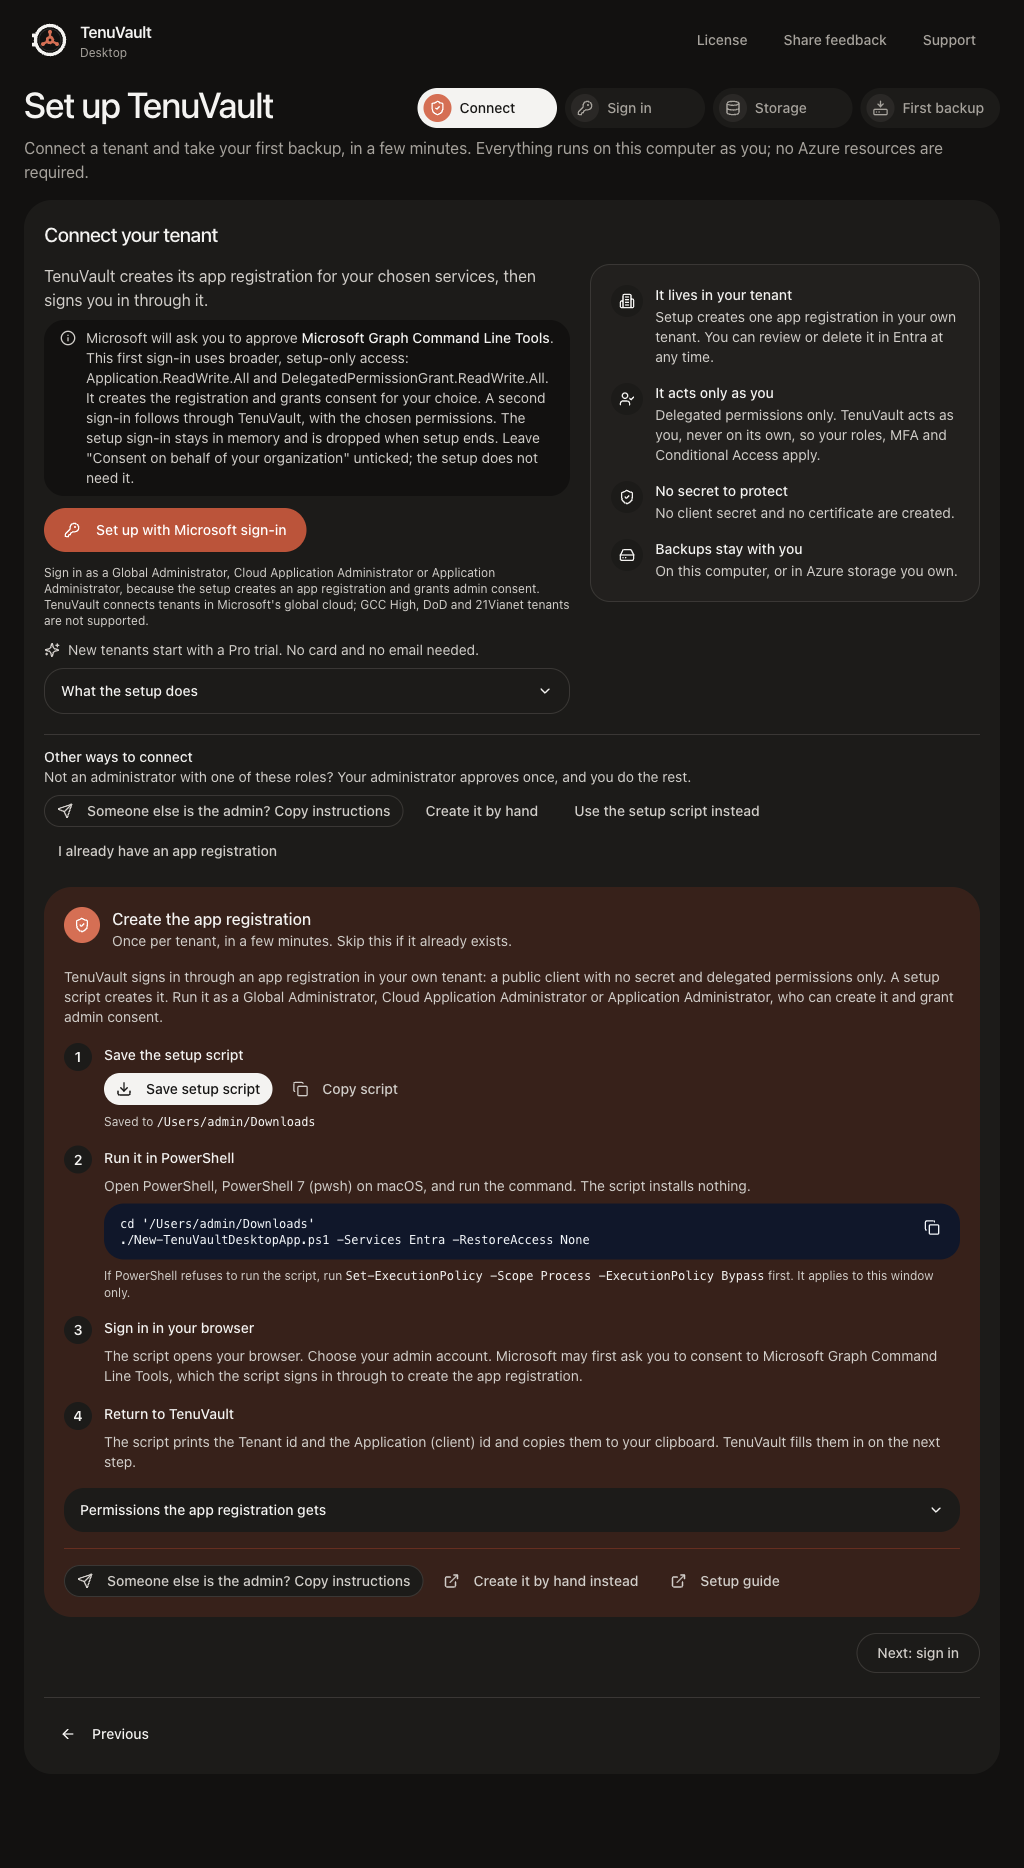 TenuVault
Desktop
License
Share feedback
Support
Set up TenuVault
Connect
Sign in
Storage
First backup
Connect a tenant and take your first backup, in a few minutes. Everything runs on this computer as you; no Azure resources are
required.
Connect your tenant
TenuVault creates its app registration for your chosen services, then
signs you in through it.
Microsoft will ask you to approve Microsoft Graph Command Line Tools.
This first sign-in uses broader, setup-only access:
Application.ReadWrite.All and DelegatedPermissionGrant.ReadWrite.All.
It creates the registration and grants consent for your choice. A second
sign-in follows through TenuVault, with the chosen permissions. The
setup sign-in stays in memory and is dropped when setup ends. Leave
"Consent on behalf of your organization" unticked; the setup does not
need it.
Set up with Microsoft sign-in
Sign in as a Global Administrator, Cloud Application Administrator or Application
Administrator, because the setup creates an app registration and grants admin consent.
TenuVault connects tenants in Microsoft's global cloud; GCC High, DoD and 21Vianet tenants
are not supported.
New tenants start with a Pro trial. No card and no email needed.
What the setup does
It lives in your tenant
Setup creates one app registration in your own
tenant. You can review or delete it in Entra at
any time.
It acts only as you
Delegated permissions only. TenuVault acts as
you, never on its own, so your roles, MFA and
Conditional Access apply.
No secret to protect
No client secret and no certificate are created.
Backups stay with you
On this computer, or in Azure storage you own.
Other ways to connect
Not an administrator with one of these roles? Your administrator approves once, and you do the rest.
Someone else is the admin? Copy instructions
Create it by hand
Use the setup script instead
I already have an app registration
Create the app registration
Once per tenant, in a few minutes. Skip this if it already exists.
TenuVault signs in through an app registration in your own tenant: a public client with no secret and delegated permissions only. A setup
script creates it. Run it as a Global Administrator, Cloud Application Administrator or Application Administrator, who can create it and grant
admin consent.
1
Save the setup script
Save setup script
Copy script
Saved to /Users/admin/Downloads
2
Run it in PowerShell
Open PowerShell, PowerShell 7 (pwsh) on macOS, and run the command. The script installs nothing.
cd '/Users/admin/Downloads'
./New-TenuVaultDesktopApp.ps1 -Services Entra -RestoreAccess None
If PowerShell refuses to run the script, run Set-ExecutionPolicy -Scope Process -ExecutionPolicy Bypass first. It applies to this window
only.
3
Sign in in your browser
The script opens your browser. Choose your admin account. Microsoft may first ask you to consent to Microsoft Graph Command
Line Tools, which the script signs in through to create the app registration.
4
Return to TenuVault
The script prints the Tenant id and the Application (client) id and copies them to your clipboard. TenuVault fills them in on the next
step.
Permissions the app registration gets
Someone else is the admin? Copy instructions
Create it by hand instead
Setup guide
Next: sign in
Previous